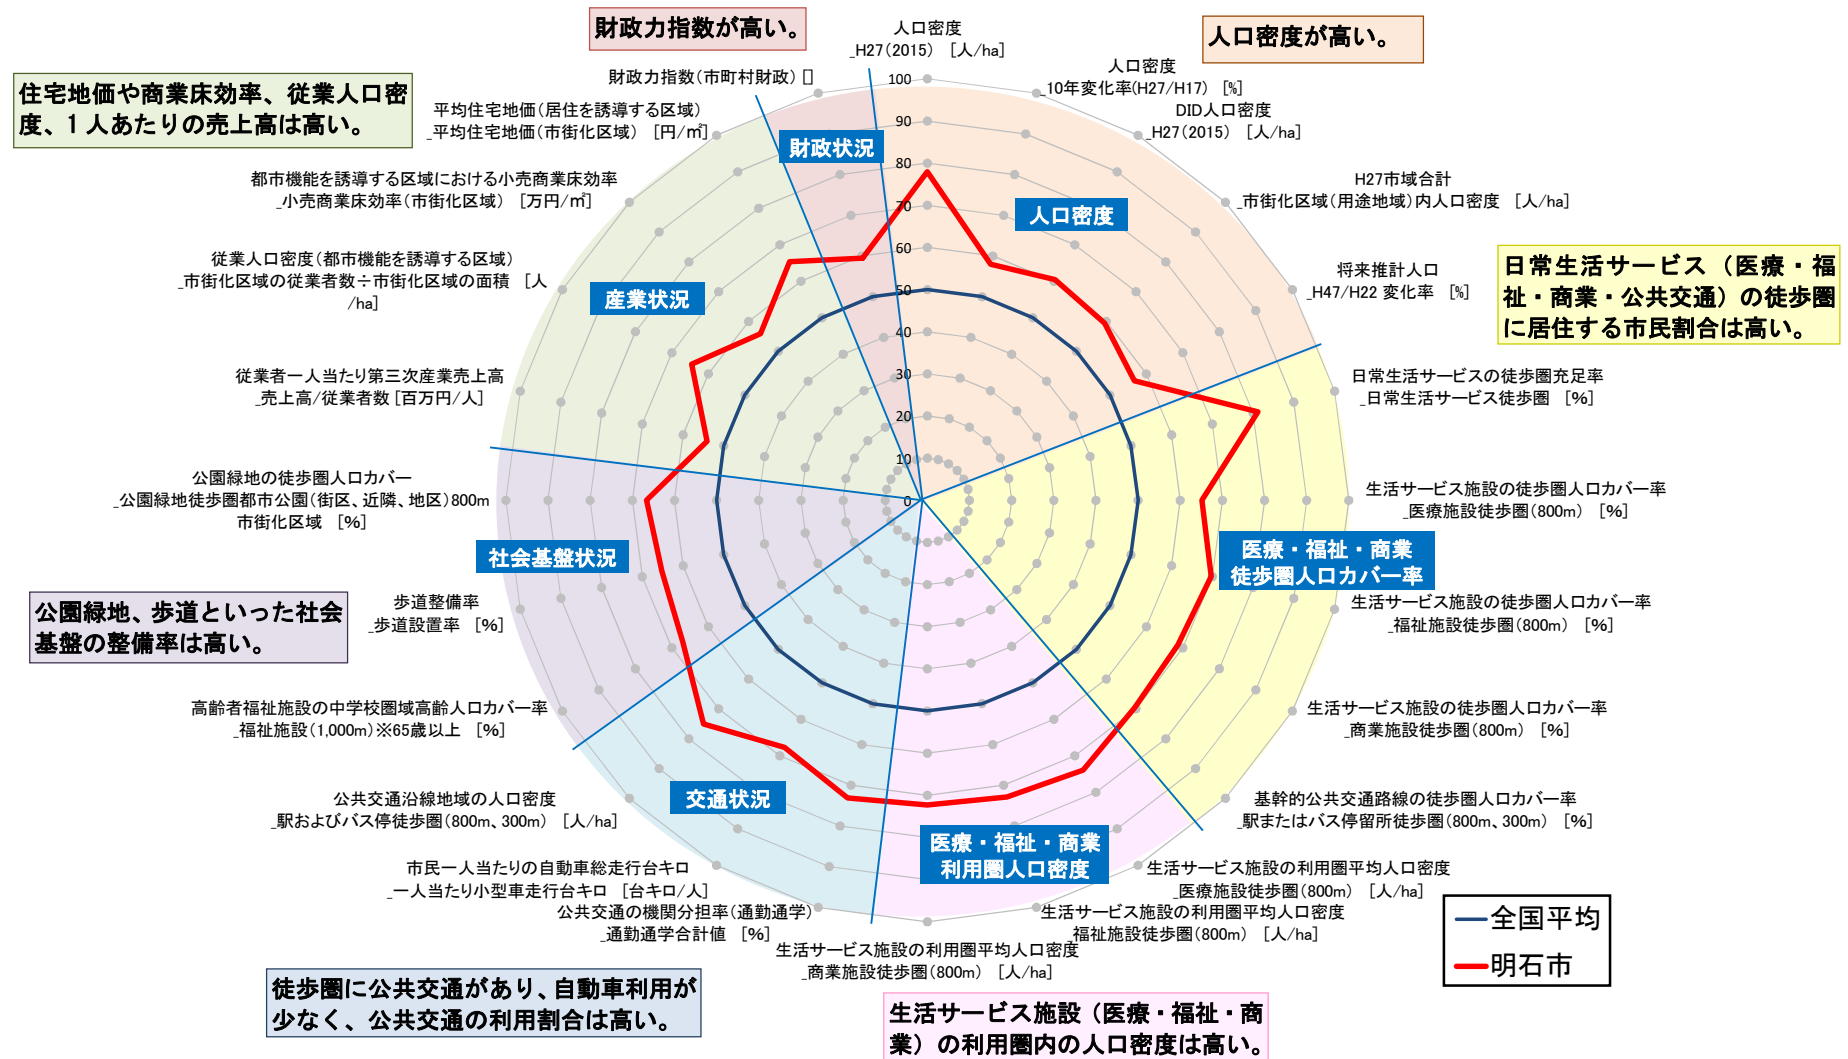 財政力指数が高い。
人口密度が高い。
住宅地価や商業床効率、従業人口密
度、1人あたりの売上高は高い。
日常生活サービス（医療・福
祉・商業・公共交通）の徒歩圏
に居住する市民割合は高い。
公園緑地、歩道といった社会
基盤の整備率は高い。
徒歩圏に公共交通があり、自動車利用が
少なく、公共交通の利用割合は高い。
生活サービス施設（医療・福祉・商
業）の利用圏内の人口密度は高い。
人口密度
_H27(2015) [人/ha]
人口密度
_10年変化率(H27/H17) [%]
DID人口密度
_H27(2015) [人/ha]
H27市域合計
_市街化区域(用途地域)内人口密度 [人/ha]
将来推計人口
_H47/H22 変化率 [%]
日常生活サービスの徒歩圏充足率
_日常生活サービス徒歩圏 [%]
生活サービス施設の徒歩圏人口カバー率
_医療施設徒歩圏(800m) [%]
生活サービス施設の徒歩圏人口カバー率
_福祉施設徒歩圏(800m) [%]
生活サービス施設の徒歩圏人口カバー率
_商業施設徒歩圏(800m) [%]
基幹的公共交通路線の徒歩圏人口カバー率
_駅またはバス停留所徒歩圏(800m、300m) [%]
生活サービス施設の利用圏平均人口密度
_医療施設徒歩圏(800m) [人/ha]
生活サービス施設の利用圏平均人口密度
_福祉施設徒歩圏(800m) [人/ha]
生活サービス施設の利用圏平均人口密度
_商業施設徒歩圏(800m) [人/ha]
公共交通の機関分担率(通勤通学)
_通勤通学合計値 [%]
市民一人当たりの自動車総走行台キロ
_一人当たり小型車走行台キロ [台キロ/人]
公共交通沿線地域の人口密度
_駅およびバス停徒歩圏(800m、300m) [人/ha]
高齢者福祉施設の中学校圏域高齢人口カバー率
_福祉施設(1,000m)※65歳以上 [%]
歩道整備率
_歩道設置率 [%]
公園緑地の徒歩圏人口カバー
_公園緑地徒歩圏都市公園(街区、近隣、地区)800m
市街化区域 [%]
従業者一人当たり第三次産業売上高
_売上高/従業者数 [百万円/人]
従業人口密度(都市機能を誘導する区域)
_市街化区域の従業者数÷市街化区域の面積 [人
/ha]
都市機能を誘導する区域における小売商業床効率
_小売商業床効率(市街化区域) [万円/㎡]
平均住宅地価(居住を誘導する区域)
_平均住宅地価(市街化区域) [円/㎡]
財政力指数(市町村財政) []
100
90
80
70
60
50
40
30
20
10
0
財政状況
人口密度
産業状況
医療・福祉・商業
徒歩圏人口カバー率
社会基盤状況
交通状況
医療・福祉・商業
利用圏人口密度
全国平均
明石市